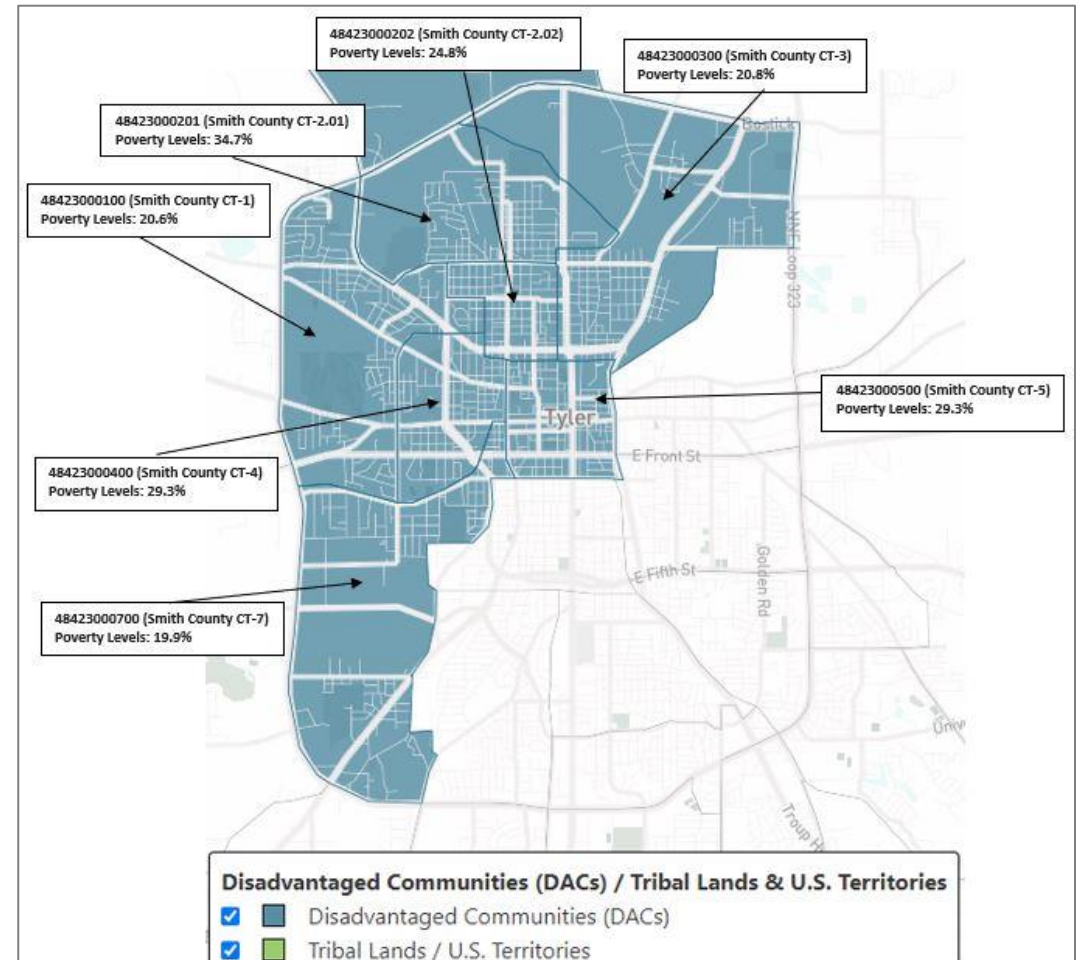 48423000202 (Smith County CT-2.02)
Poverty Levels: 24.8%
48423000300 (Smith County CT-3)
Poverty Levels: 20.8%
48423000201 (Smith County CT-2.01)
Poverty Levels: 34.7%
Bostick
48423000100 (Smith County CT-1)
Poverty Levels: 20.6%
NNE Loop 323
48423000500 (Smith County CT-5)
Poverty Levels: 29.3%
Tyler
E Front St
48423000400 (Smith County CT-4)
Poverty Levels: 29.3%
E Fifth St
Golden Rd
48423000700 (Smith County CT-7)
Poverty Levels: 19.9%
Univ
Troup H
Disadvantaged Communities (DACs) / Tribal Lands & U.S. Territories
Disadvantaged Communities (DACs)
Tribal Lands / U.S. Territories